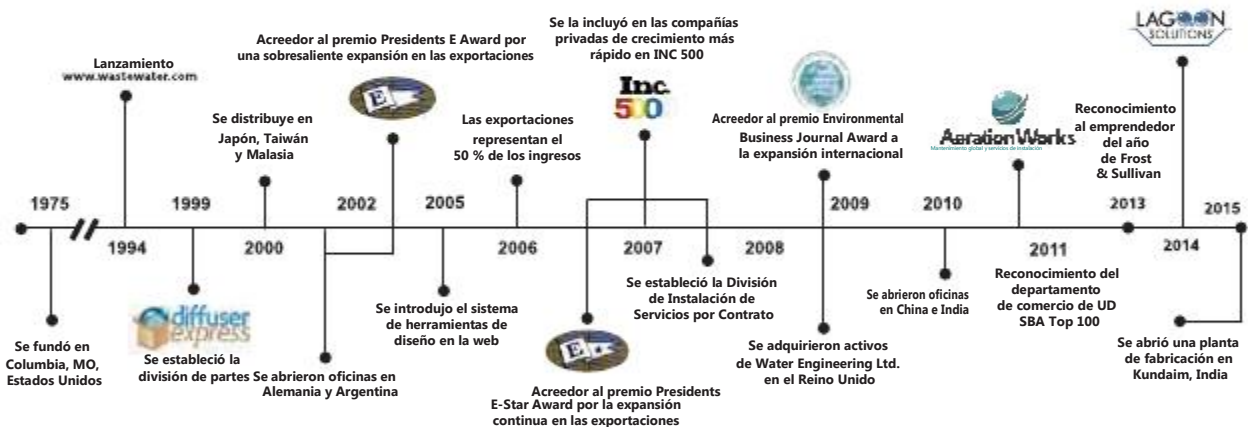 Lanzamiento
www.wastewater.com
Acreedor al premio Presidents E Award por
una sobresaliente expansión en las exportaciones
E
Se distribuye en
Japón, Taiwán
y Malasia
Las exportaciones
representan el
50 % de los ingresos
Se la incluyó en las compañías
privadas de crecimiento más
rápido en INC 500
Inc
500
Acreedor al premio Environmental
Business Journal Award a
la expansión internacional
AerationWorks
Mantenimiento global y servicios de instalación
Reconocimiento
al emprendedor
del año
de Frost
& Sullivan
LAGOON
SOLUTIONS
1975
1994
1999
2000
2002
2005
2006
2007
2008
2009
2010
2011
2013
2014
2015
Se fundó en
Columbia, MO,
Estados Unidos
diffuser
express
Se estableció la
división de partes
Se abrieron oficinas en
Alemania y Argentina
Se introdujo el sistema
de herramientas de
diseño en la web
E
Acreedor al premio Presidents
E-Star Award por la expansión
continua en las exportaciones
Se estableció la División
de Instalación de
Servicios por Contrato
Se adquirieron activos
de Water Engineering Ltd.
en el Reino Unido
Se abrieron oficinas
en China e India
Reconocimiento del
departamento
de comercio de UD
SBA Top 100
Se abrió una planta
de fabricación en
Kundaim, India